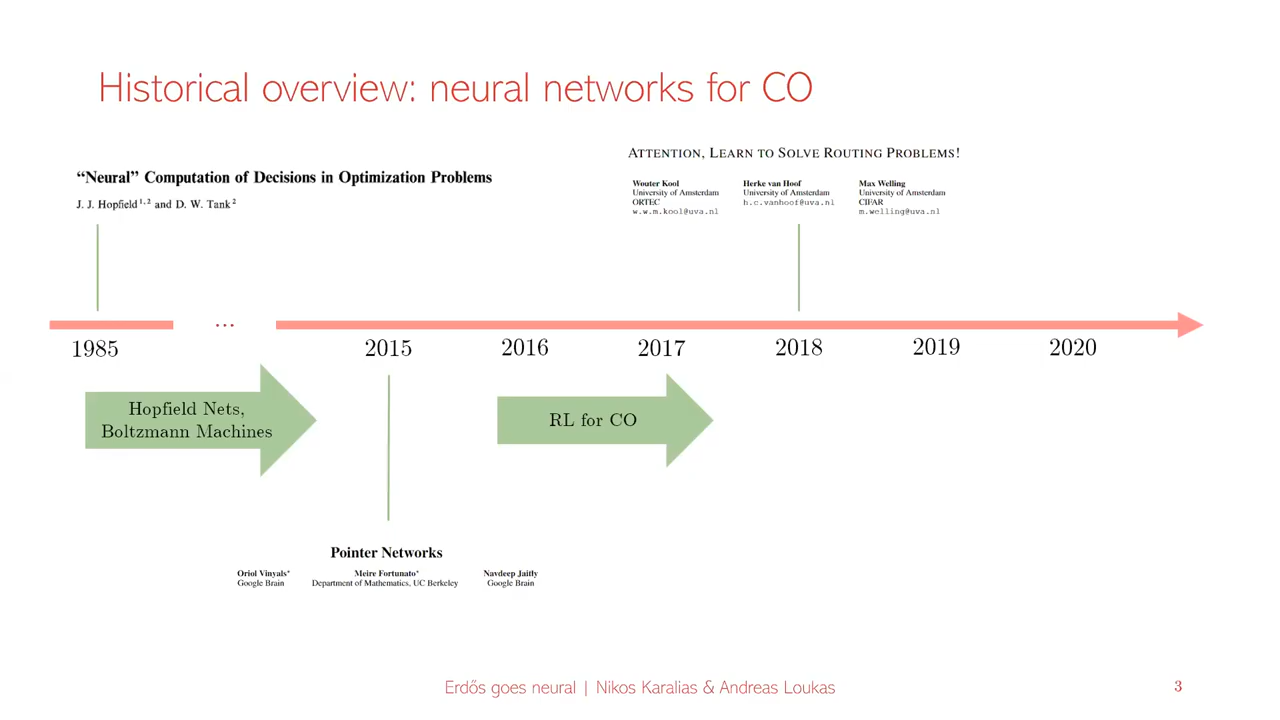 Historical overview: neural networks for CO
“Neural” Computation of Decisions in Optimization Problems
J. J. Hopfield1,2 and D. W. Tank2
ATTENTION, LEARN TO SOLVE ROUTING PROBLEMS!
Wouter Kool
University of Amsterdam
ORTEC
w.w.m.kool@uva.nl
Herke van Hoof
University of Amsterdam
h.c.vanhoof@uva.nl
Max Welling
University of Amsterdam
CIFAR
m.welling@uva.nl
...
1985 2015 2016 2017 2018 2019 2020
Hopfield Nets,
Boltzmann Machines
RL for CO
Pointer Networks
Oriol Vinyals*
Google Brain
Meire Fortunato*
Department of Mathematics, UC Berkeley
Navdeep Jaitly
Google Brain
Erdős goes neural | Nikos Karalias & Andreas Loukas
3